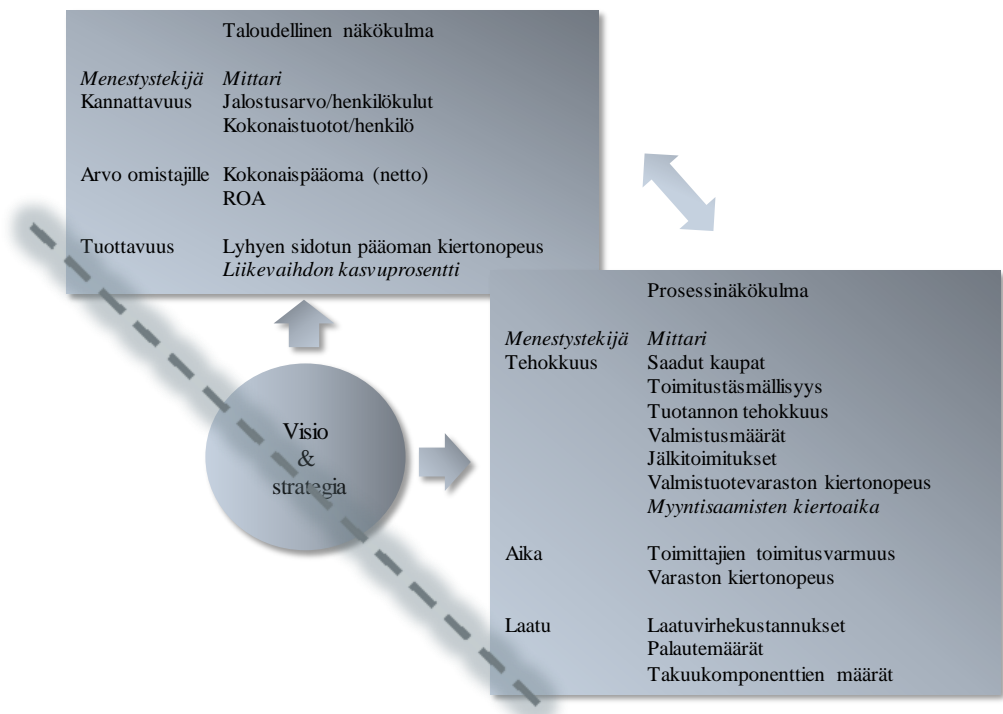 Taloudellinen näkökulma
Menestystekijä Mittari
Kannattavuus Jalostusarvo/henkilökulut
Kokonaistuotot/henkilö
Arvo omistajille Kokonaispääoma (netto)
ROA
Tuottavuus Lyhyen sidotun pääoman kiertonopeus
Liikevaihdon kasvuprosentti
Visio
&
strategia
Prosessinäkökulma
Menestystekijä Mittari
Tehokkuus Saadut kaupat
Toimitustäsmällisyys
Tuotannon tehokkuus
Valmistusmäärät
Jälkitoimitukset
Valmistuotevaraston kiertonopeus
Myyntisaamisten kiertoaika
Aika Toimittajien toimitusvarmuus
Varaston kiertonopeus
Laatu Laatuvirhekustannukset
Palautemäärät
Takuukomponenttien määrät